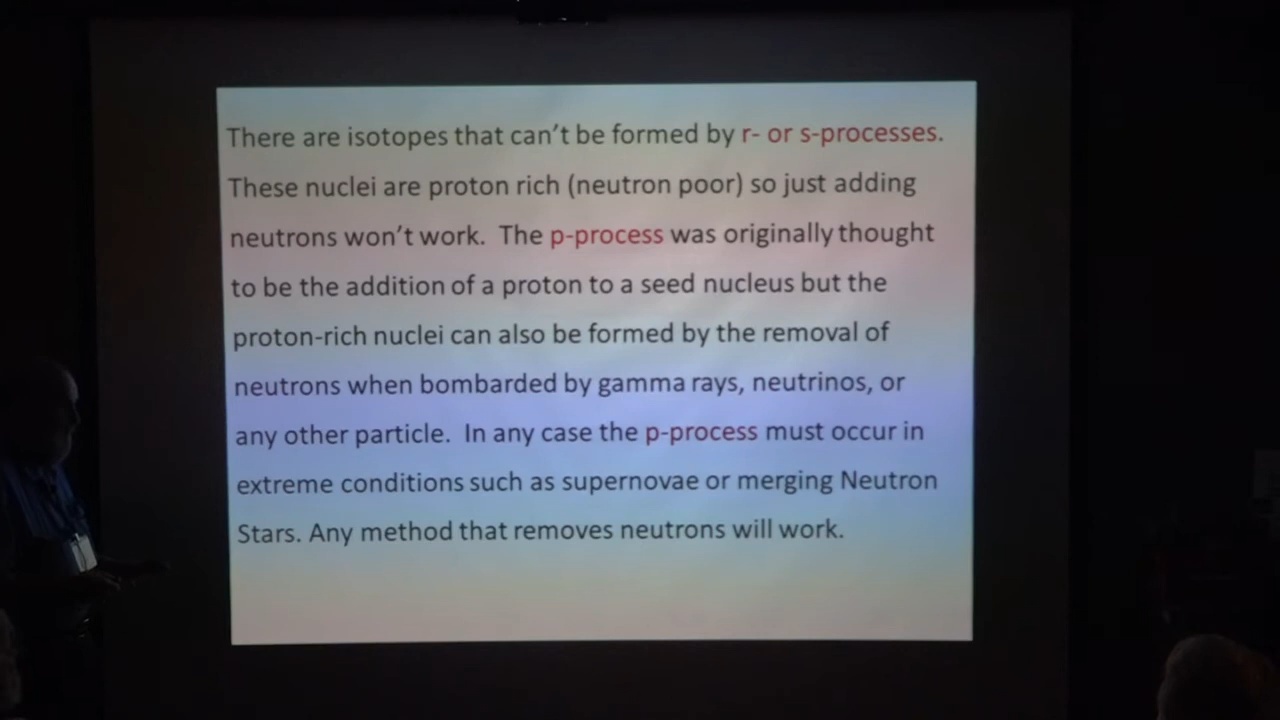 There are isotopes that can't be formed by r- or s-processes.
These nuclei are proton rich (neutron poor) so just adding
neutrons won't work. The p-process was originally thought
to be the addition of a proton to a seed nucleus but the
proton-rich nuclei can also be formed by the removal of
neutrons when bombarded by gamma rays, neutrinos, or
any other particle. In any case the p-process must occur in
extreme conditions such as supernovae or merging Neutron
Stars. Any method that removes neutrons will work.